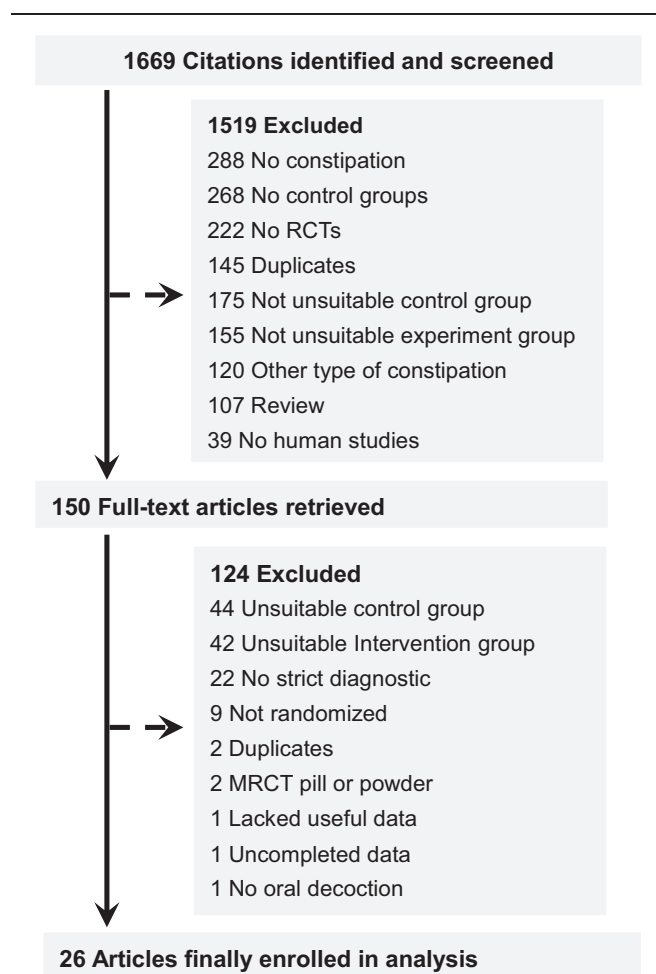 1669 Citations identified and screened
1519 Excluded
288 No constipation
268 No control groups
222 No RCTs
145 Duplicates
175 Not unsuitable control group
155 Not unsuitable experiment group
120 Other type of constipation
107 Review
39 No human studies
150 Full-text articles retrieved
124 Excluded
44 Unsuitable control group
42 Unsuitable Intervention group
22 No strict diagnostic
9 Not randomized
2 Duplicates
2 MRCT pill or powder
1 Lacked useful data
1 Uncompleted data
1 No oral decoction
26 Articles finally enrolled in analysis